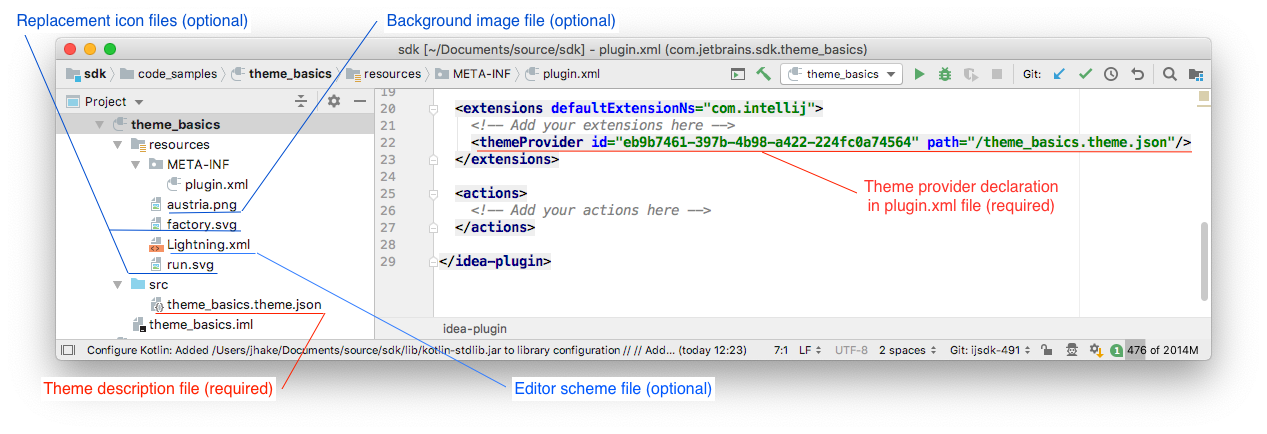 Replacement icon files (optional)
Background image file (optional)
sdk [~/Documents/source/sdk] - plugin.xml (com.jetbrains.sdk.theme_basics)
sdk code_samples theme_basics resources META-INF plugin.xml theme_basics Git:
Project
theme_basics
resources
META-INF
plugin.xml
austria.png
factory.svg
Lightning.xml
run.svg
src
theme_basics.theme.json
theme_basics.iml
19
20 <extensions defaultExtensionNs="com.intellij">
21 <!-- Add your extensions here -->
22 <themeProvider id="eb9b7461-397b-4b98-a422-224fc0a74564" path="/theme_basics.theme.json"/>
23 </extensions>
24
25 <actions>
26 <!-- Add your actions here -->
27 </actions>
28
29 </idea-plugin>
Theme provider declaration
in plugin.xml file (required)
idea-plugin
Configure Kotlin: Added /Users/jhake/Documents/source/sdk/lib/kotlin-stdlib.jar to library configuration // // Add... (today 12:23) 7:1 LF UTF-8 2 spaces Git: ijsdk-491 1 476 of 2014M
Theme description file (required)
Editor scheme file (optional)